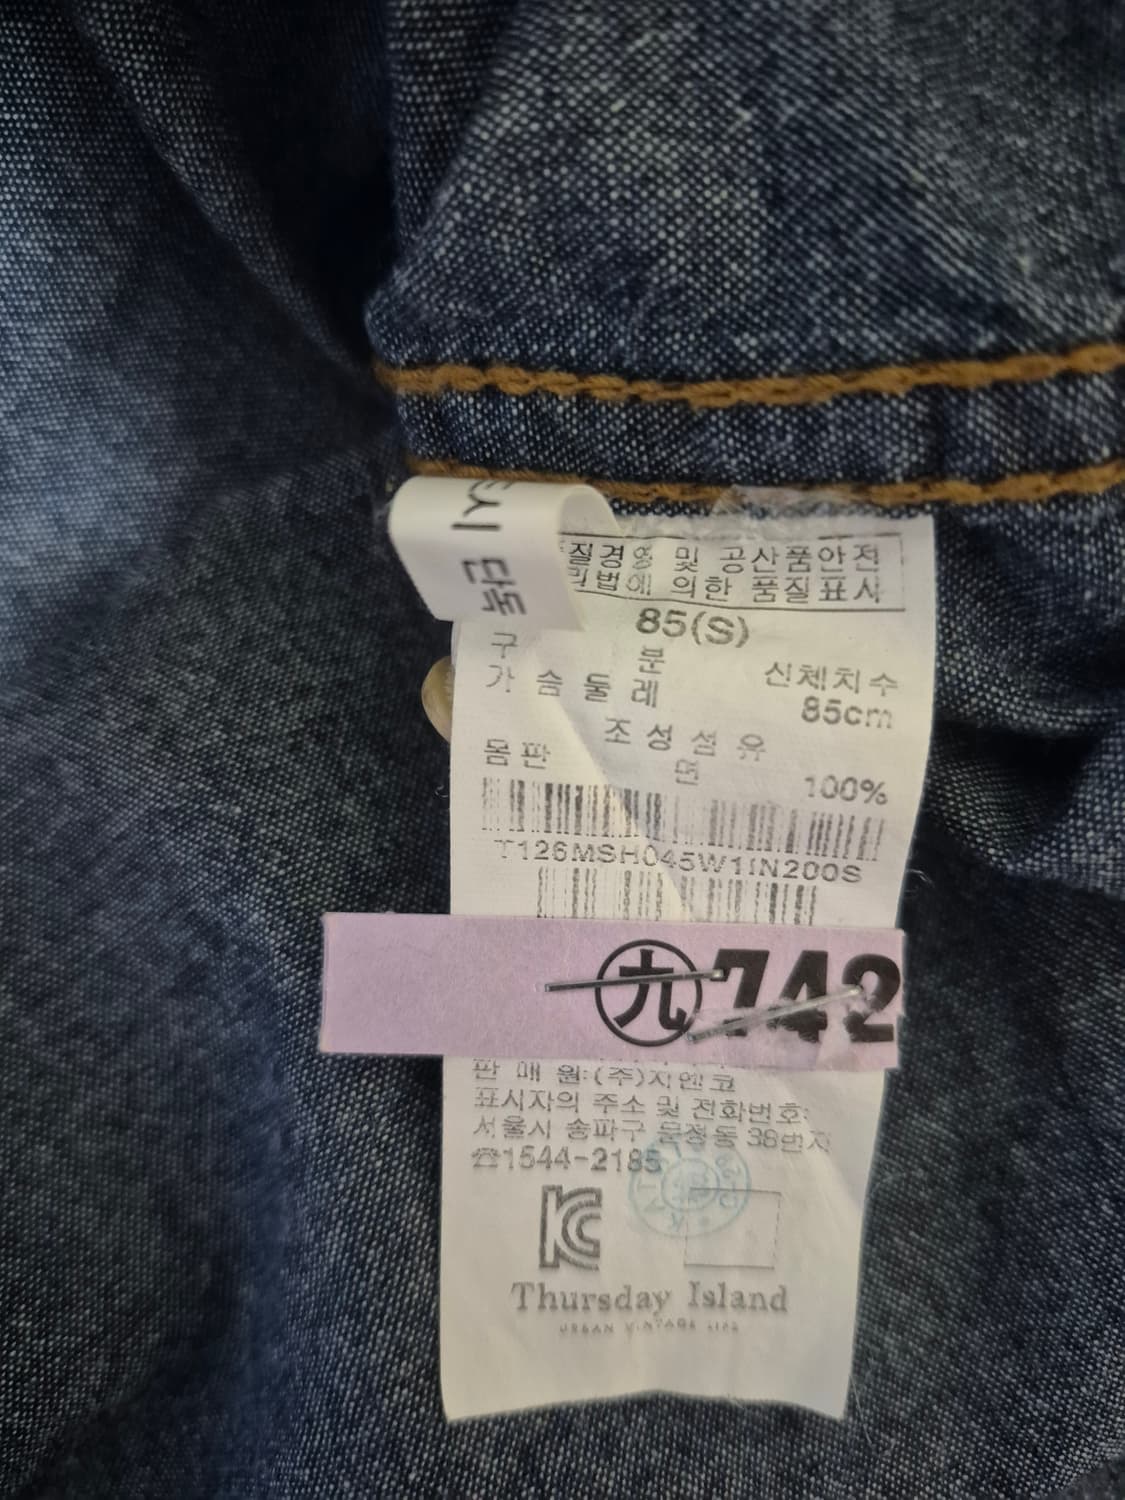 시 단독
질경영 및 공산품안전
리법에 의한 품질표시
85(S)
구 분 신체치수
가 슴 둘 레 85cm
조 성 섬 유
몸판 면 100%
T126MSH045W1IN200S
九 742
판 매 원:(주)지엔코
표시자의 주소 및 전화번호:
서울시 송파구 문정동 38번지
☎1544-2185
KC
Thursday Island
URBAN VINTAGE LIFE